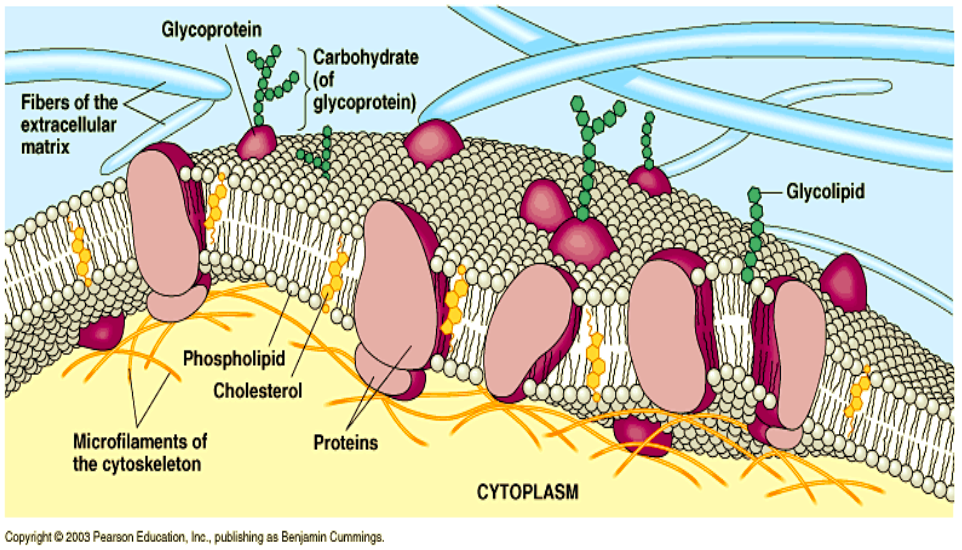 Glycoprotein
Carbohydrate
(of
glycoprotein)
Fibers of the
extracellular
matrix
Glycolipid
Phospholipid
Cholesterol
Proteins
Microfilaments of
the cytoskeleton
CYTOPLASM
Copyright © 2003 Pearson Education, Inc., publishing as Benjamin Cummings.